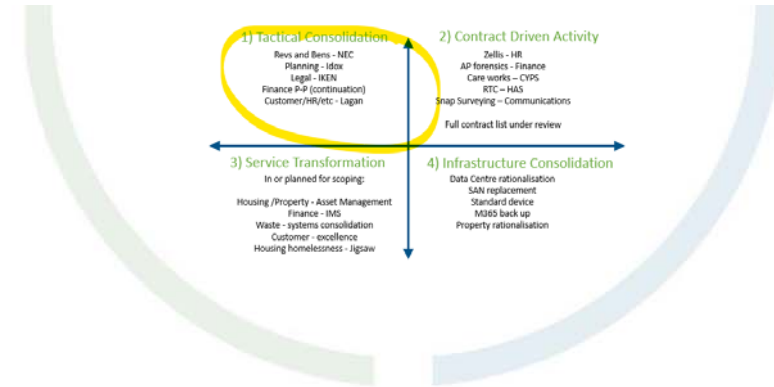 1) Tactical Consolidation
Revs and Bens - NEC
Planning - Idox
Legal - IKEN
Finance P-P (continuation)
Customer/HR/etc - Lagan
2) Contract Driven Activity
Zellis - HR
AP forensics - Finance
Care works – CYPS
RTC – HAS
Snap Surveying – Communications
Full contract list under review
3) Service Transformation
In or planned for scoping:
Housing /Property - Asset Management
Finance - IMS
Waste - systems consolidation
Customer - excellence
Housing homelessness - Jigsaw
4) Infrastructure Consolidation
Data Centre rationalisation
SAN replacement
Standard device
M365 back up
Property rationalisation